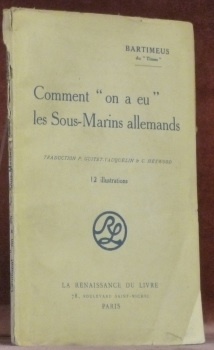 BARTIMEUS
du "Times"
Comment "on a eu"
les Sous-Marins allemands
TRADUCTION P. JACQUELIN & G.
12 illustrations
RL
LA RENAISSANCE DU LIVRE
78, BOULEVARD SAINT-MICHEL
PARIS